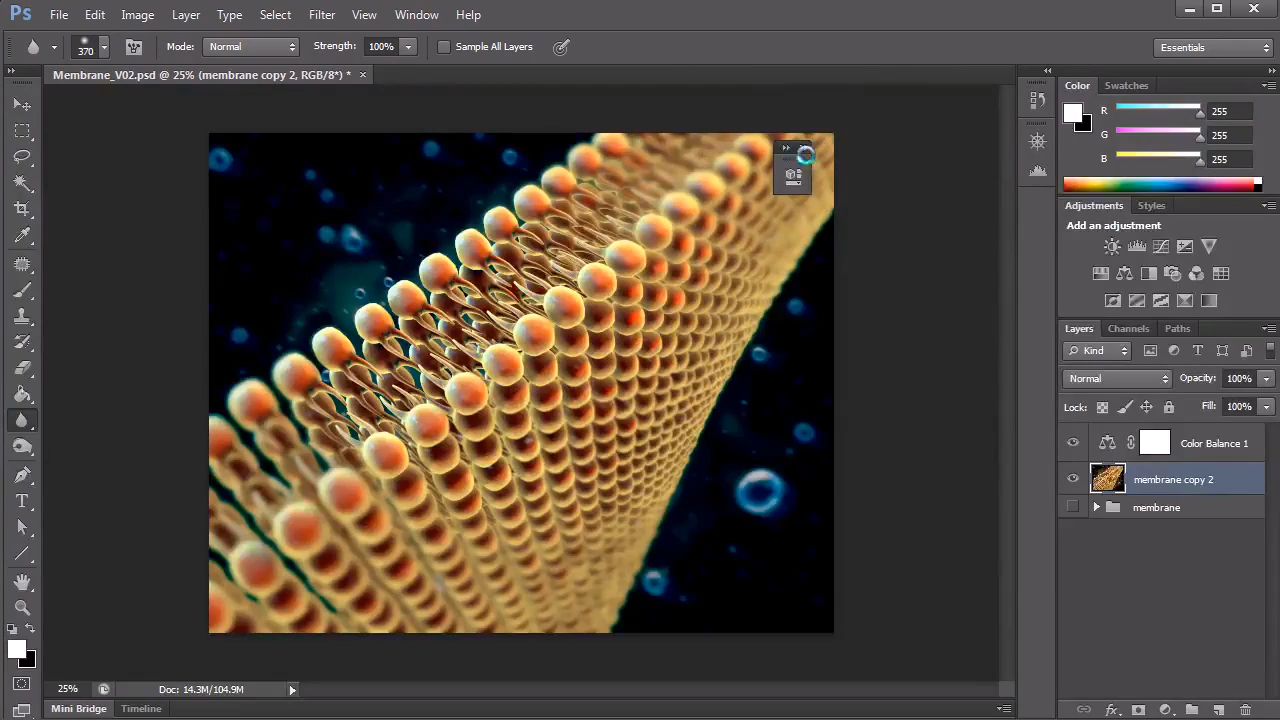 Ps File Edit Image Layer Type Select Filter View Window Help
370 Mode: Normal Strength: 100% Sample All Layers Essentials
Membrane_V02.psd @ 25% (membrane copy 2, RGB/8*) * ×
Color Swatches
R 255
G 255
B 255
Adjustments Styles
Add an adjustment
Layers Channels Paths
Kind
Normal Opacity: 100%
Lock: Fill: 100%
Color Balance 1
membrane copy 2
membrane
25% Doc: 14.3M/104.9M
Mini Bridge Timeline